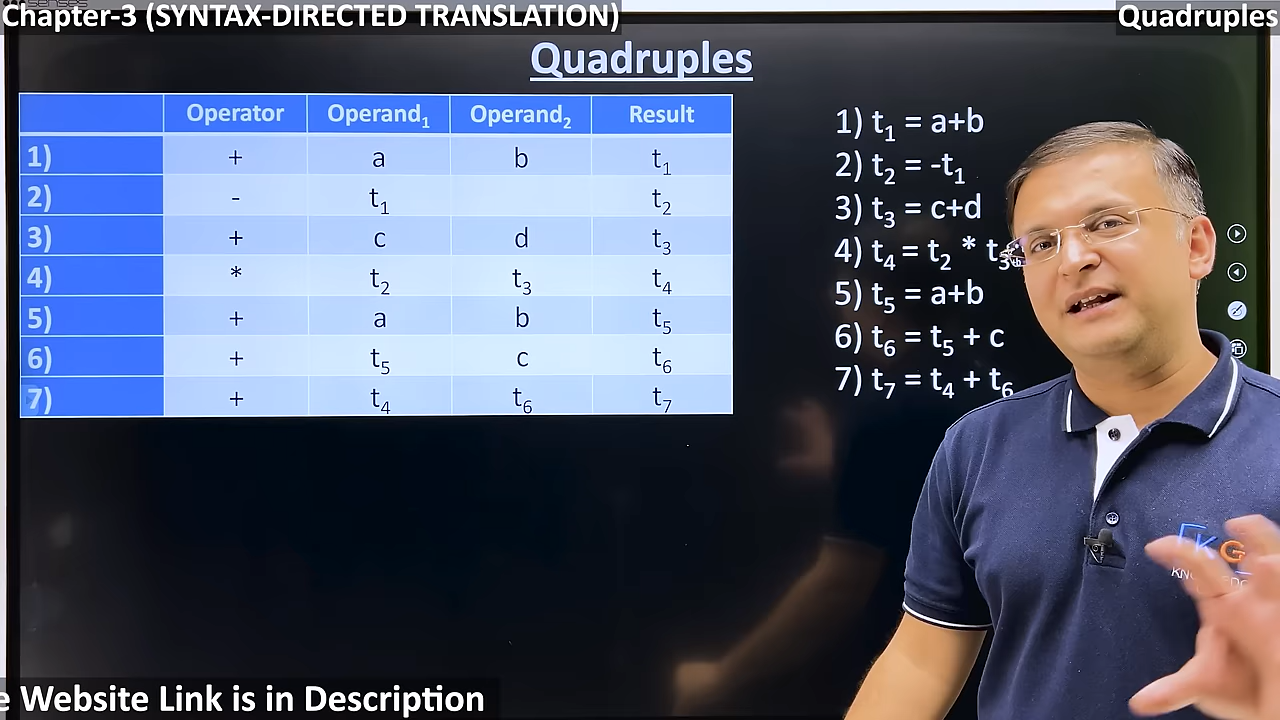 Chapter-3 (SYNTAX-DIRECTED TRANSLATION)
Quadruples
Quadruples
Operator Operand₁ Operand₂ Result
1) + a b t₁
2) - t₁ t₂
3) + c d t₃
4) * t₂ t₃ t₄
5) + a b t₅
6) + t₅ c t₆
7) + t₄ t₆ t₇
1) t₁ = a+b
2) t₂ = -t₁
3) t₃ = c+d
4) t₄ = t₂ * t₃
5) t₅ = a+b
6) t₆ = t₅ + c
7) t₇ = t₄ + t₆
KG
Website Link is in Description